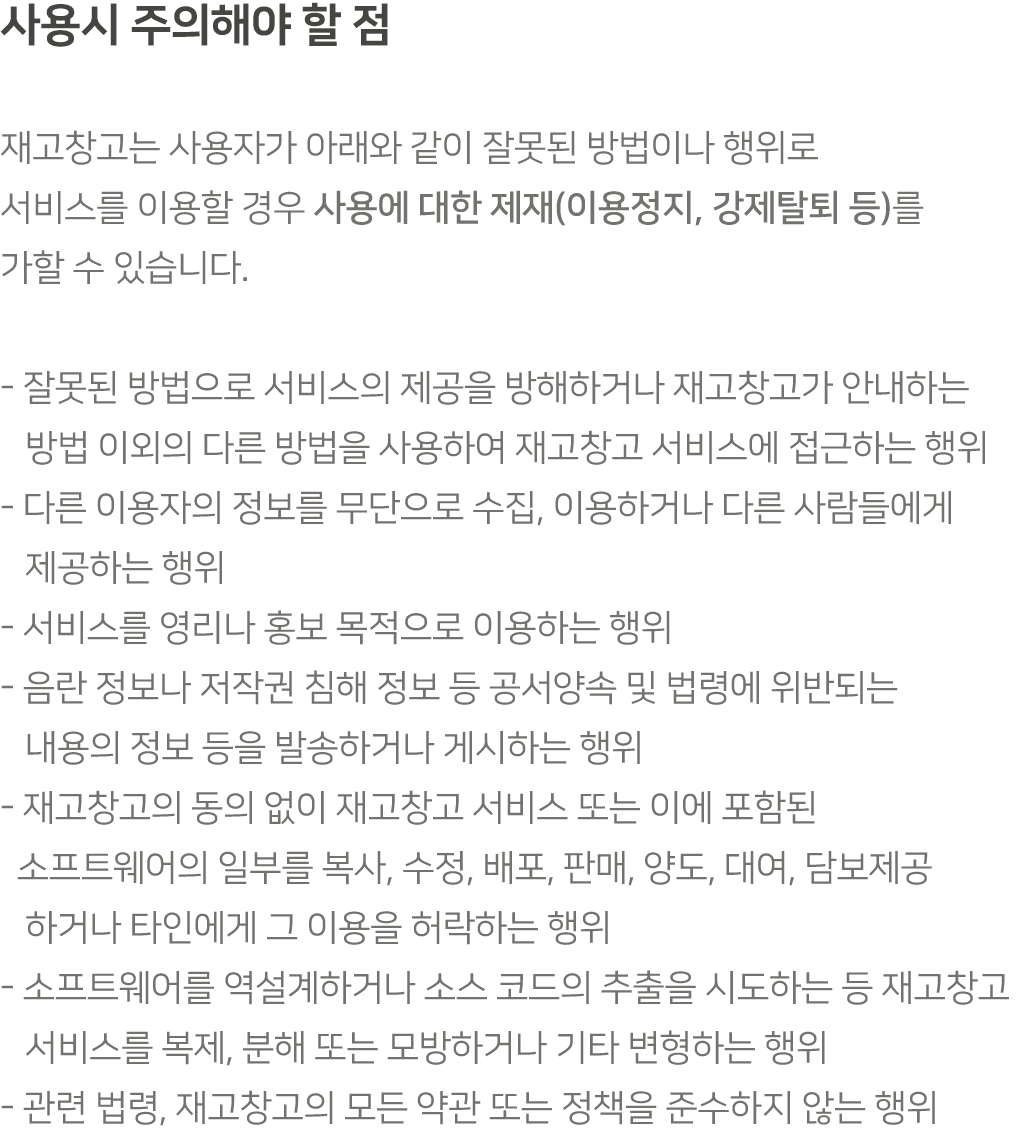 사용시 주의해야 할 점
재고창고는 사용자가 아래와 같이 잘못된 방법이나 행위로
서비스를 이용할 경우 사용에 대한 제재(이용정지, 강제탈퇴 등)를
가할 수 있습니다.
- 잘못된 방법으로 서비스의 제공을 방해하거나 재고창고가 안내하는
방법 이외의 다른 방법을 사용하여 재고창고 서비스에 접근하는 행위
- 다른 이용자의 정보를 무단으로 수집, 이용하거나 다른 사람들에게
제공하는 행위
- 서비스를 영리나 홍보 목적으로 이용하는 행위
- 음란 정보나 저작권 침해 정보 등 공서양속 및 법령에 위반되는
내용의 정보 등을 발송하거나 게시하는 행위
- 재고창고의 동의 없이 재고창고 서비스 또는 이에 포함된
소프트웨어의 일부를 복사, 수정, 배포, 판매, 양도, 대여, 담보제공
하거나 타인에게 그 이용을 허락하는 행위
- 소프트웨어를 역설계하거나 소스 코드의 추출을 시도하는 등 재고창고
서비스를 복제, 분해 또는 모방하거나 기타 변형하는 행위
- 관련 법령, 재고창고의 모든 약관 또는 정책을 준수하지 않는 행위